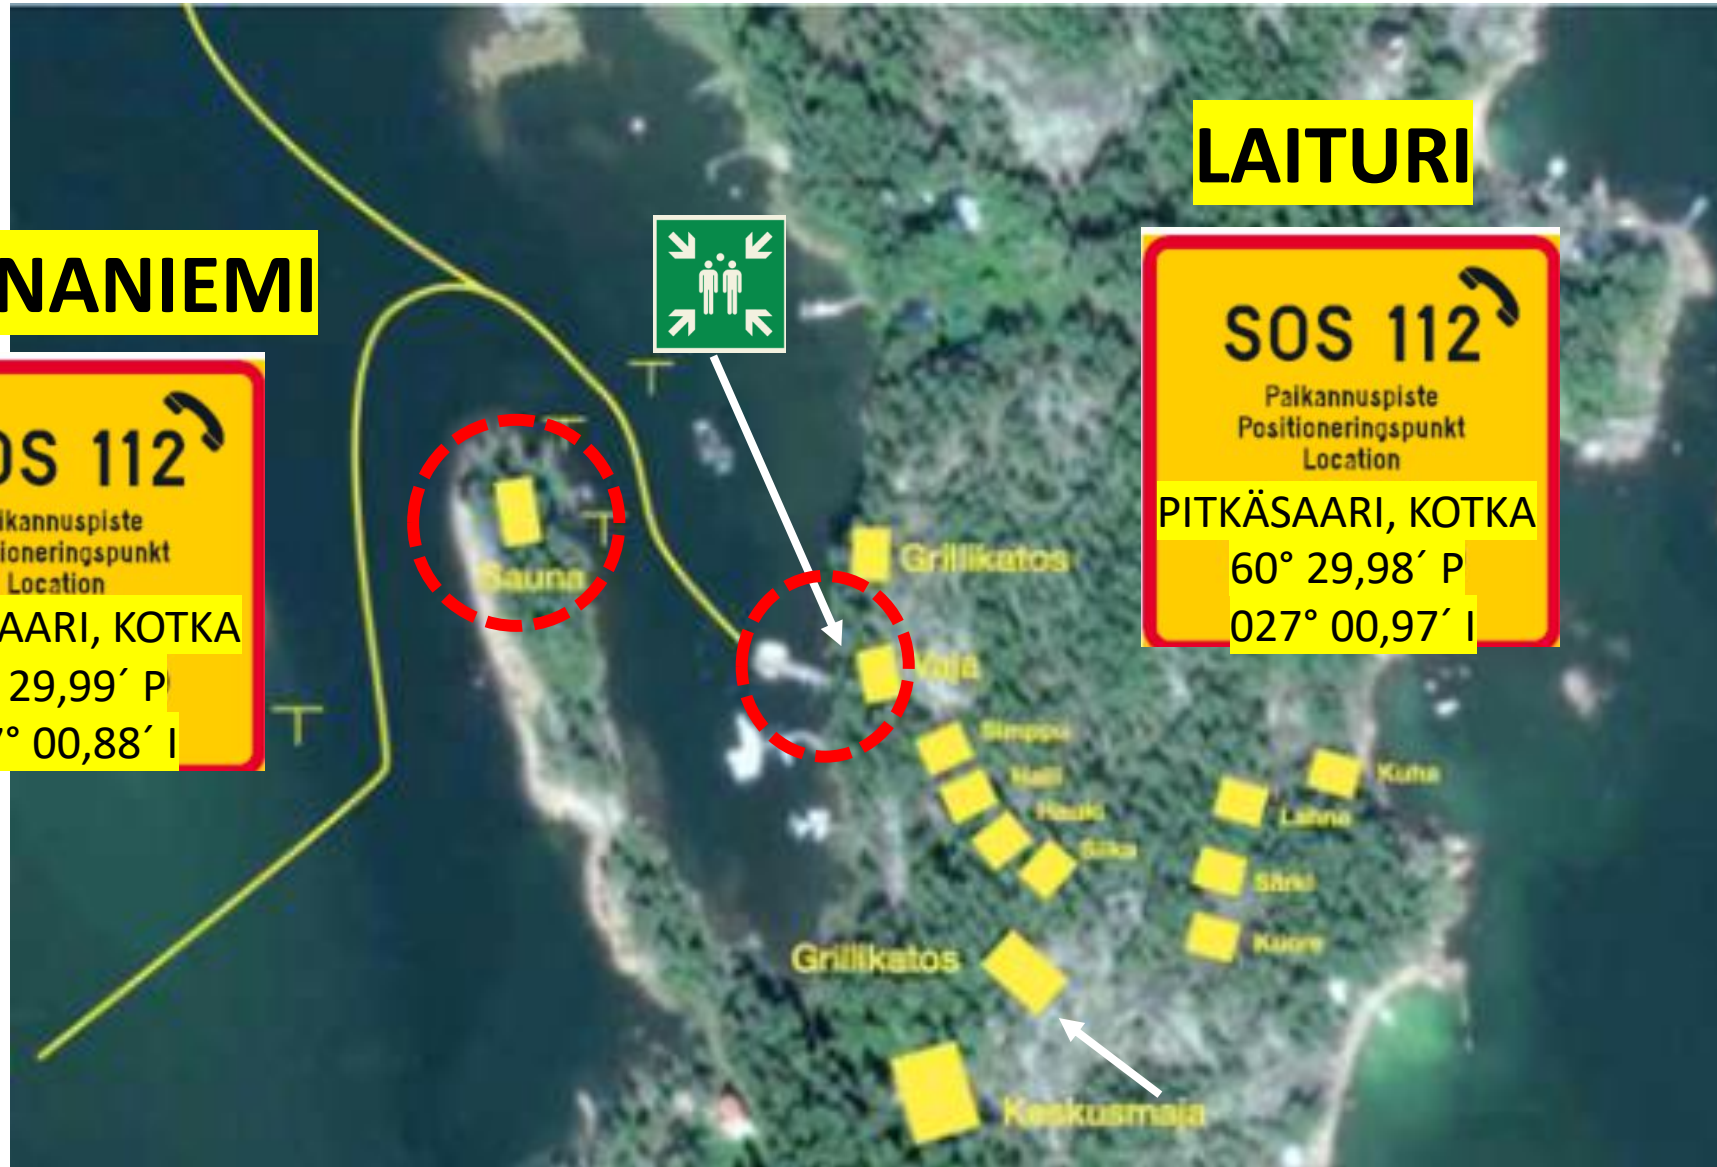 LAITURI
NANIEMI
SOS 112
Paikannuspiste
Positioneringspunkt
Location
PITKÄSAARI, KOTKA
60° 29,98´ P
027° 00,97´ I
OS 112
ikannuspiste
ioneringspunkt
Location
AARI, KOTKA
29,99´ P
7° 00,88´ I
Grillikatos
Sauna
Vaja
Simppu
Halli
Hauki
Siika
Kuha
Lahna
Särki
Kuore
Grillikatos
Keskusmaja